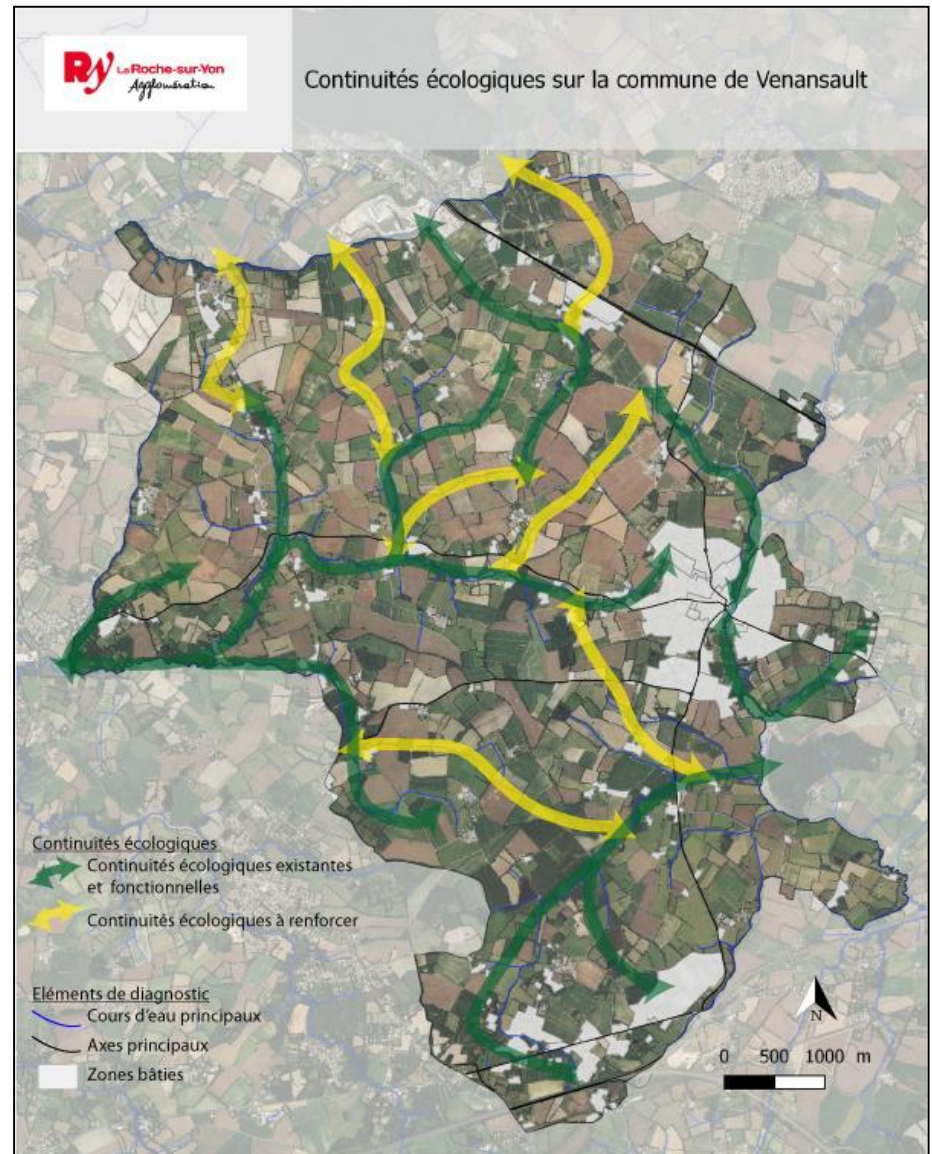 Ry La Roche-sur-Yon
Agglomération
Continuités écologiques sur la commune de Venansault
Continuités écologiques
Continuités écologiques existantes
et fonctionnelles
Continuités écologiques à renforcer
Eléments de diagnostic
Cours d'eau principaux
Axes principaux
Zones bâties
N
0 500 1000 m